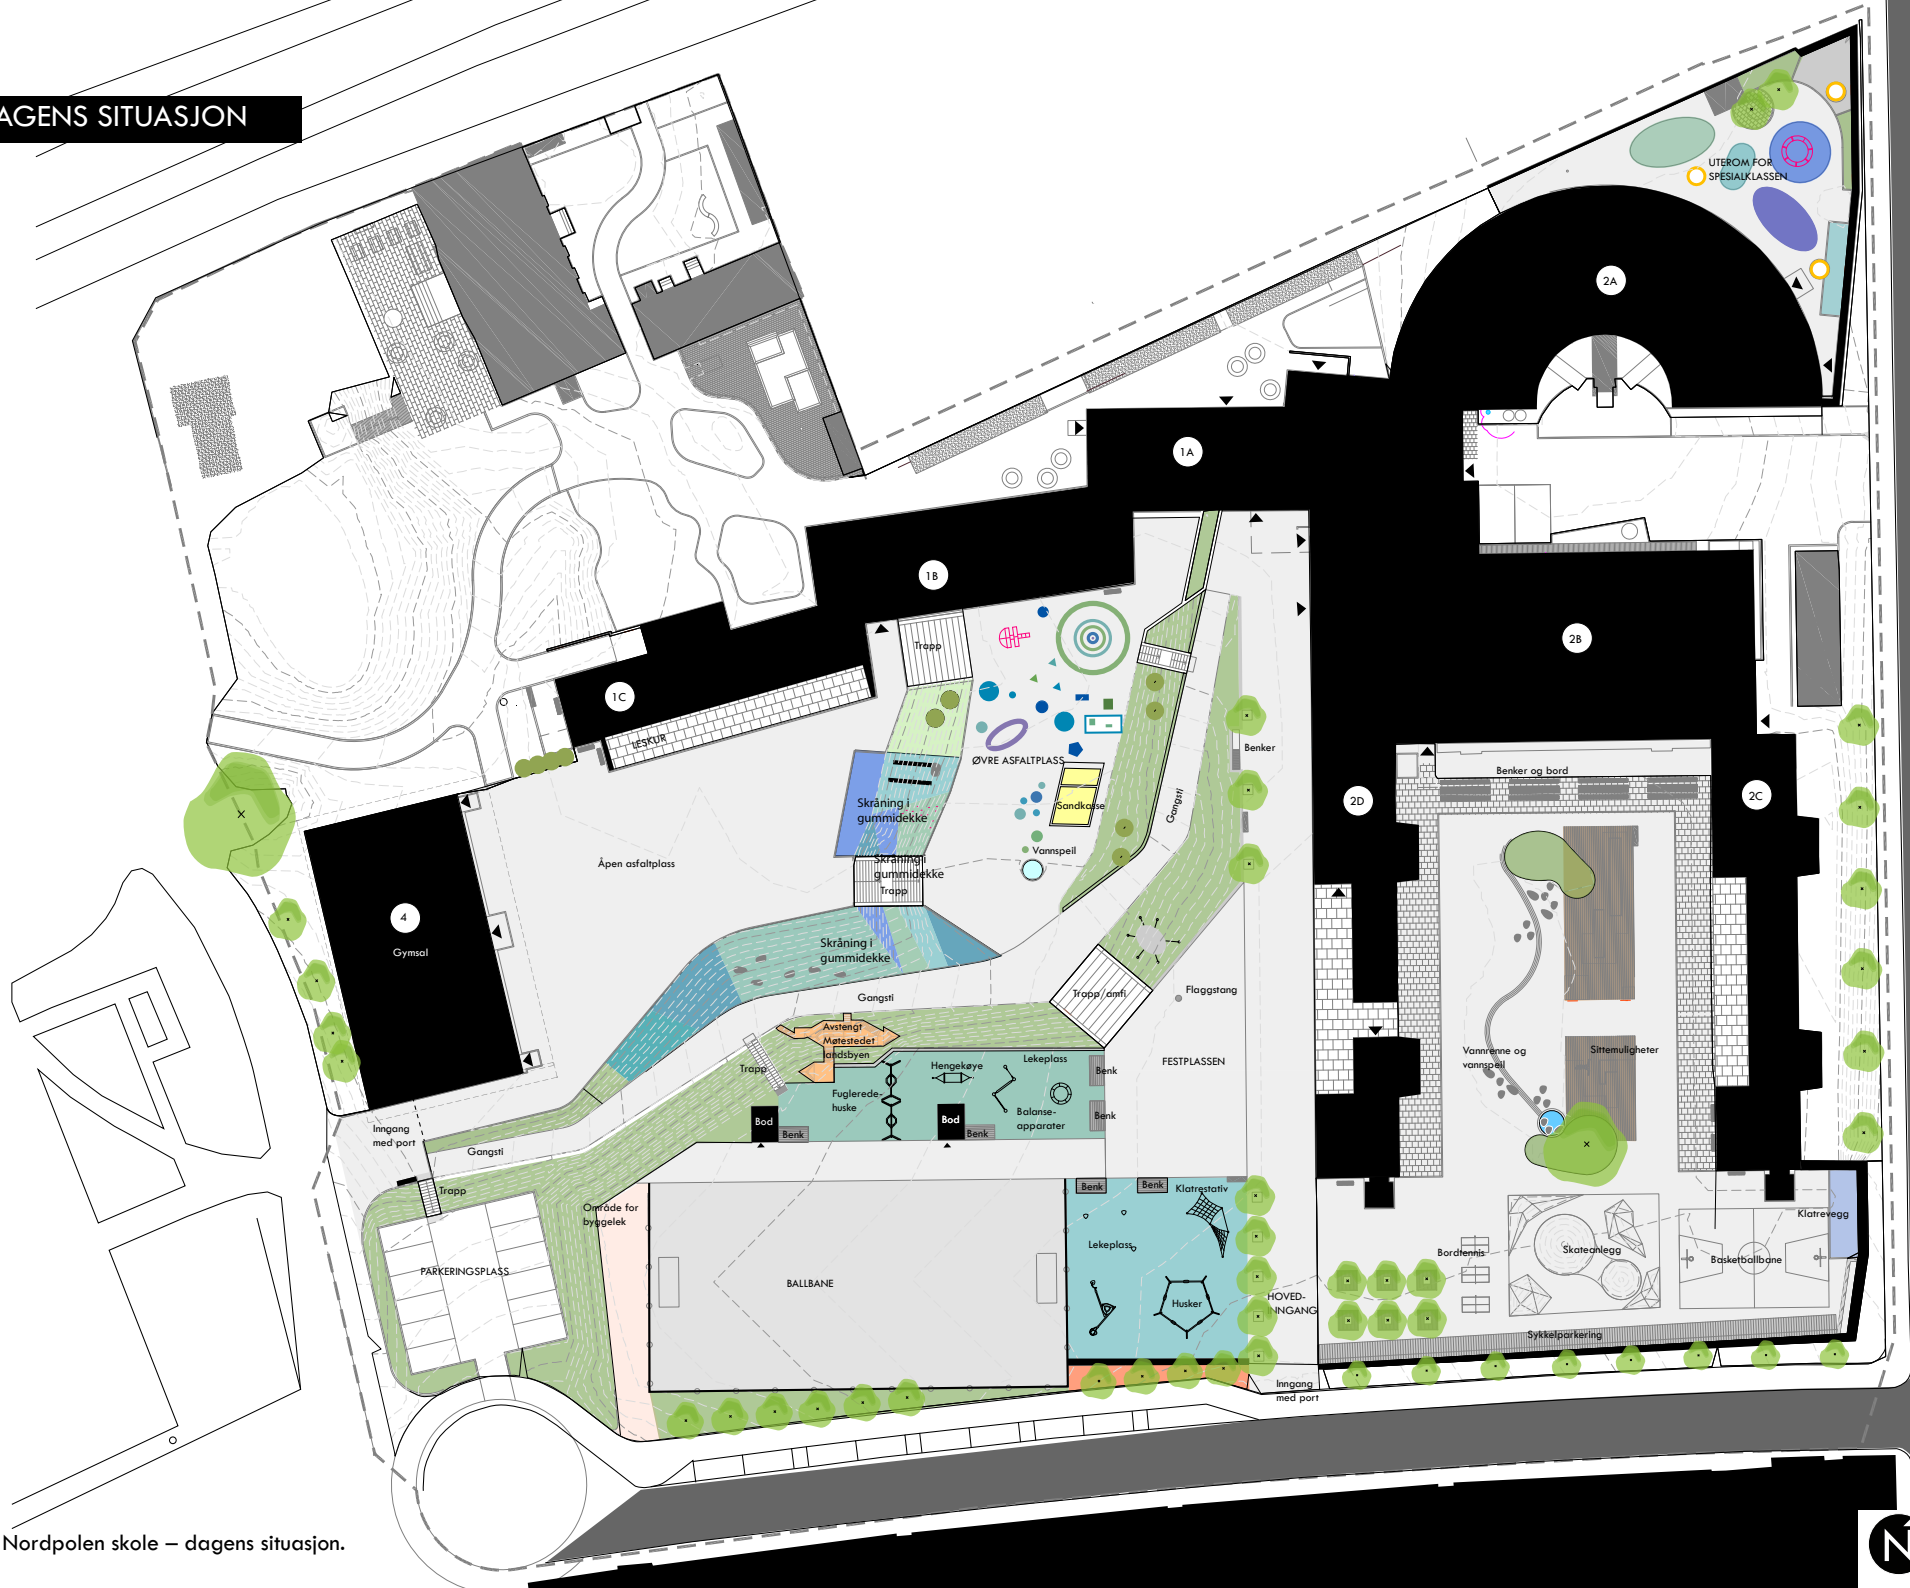 AGENS SITUASJON
UTEROM FOR
SPESIALKLASSEN
2A
1A
1B
2B
Trapp
1C
LESKUR
Benker
ØVRE ASFALTPLASS
Benker og bord
Skråning i
gummidekke
Sandkasse
Gangsti
2D
2C
Åpen asfaltplass
Vannspeil
Skråning i
gummidekke
Trapp
4
Gymsal
Skråning i
gummidekke
Gangsti
Trapp/amfi
Flaggstang
Avstengt
Møtestedet
landsbyen
Trapp
Hengekøye
Lekeplass
Benk
FESTPLASSEN
Vannrenne og
vannspeil
Sittemuligheter
Fuglerede-
huske
Balanse-
apparater
Benk
Bod
Benk
Bod
Benk
Inngang
med port
Gangsti
Trapp
Benk
Benk
Klatrestativ
Område for
byggelek
Klatrevegg
Lekeplass
Bordtennis
Skateanlegg
Basketballbane
PARKERINGSPLASS
BALLBANE
Husker
HOVED-
INNGANG
Sykkelparkering
Inngang
med port
Nordpolen skole – dagens situasjon.
N